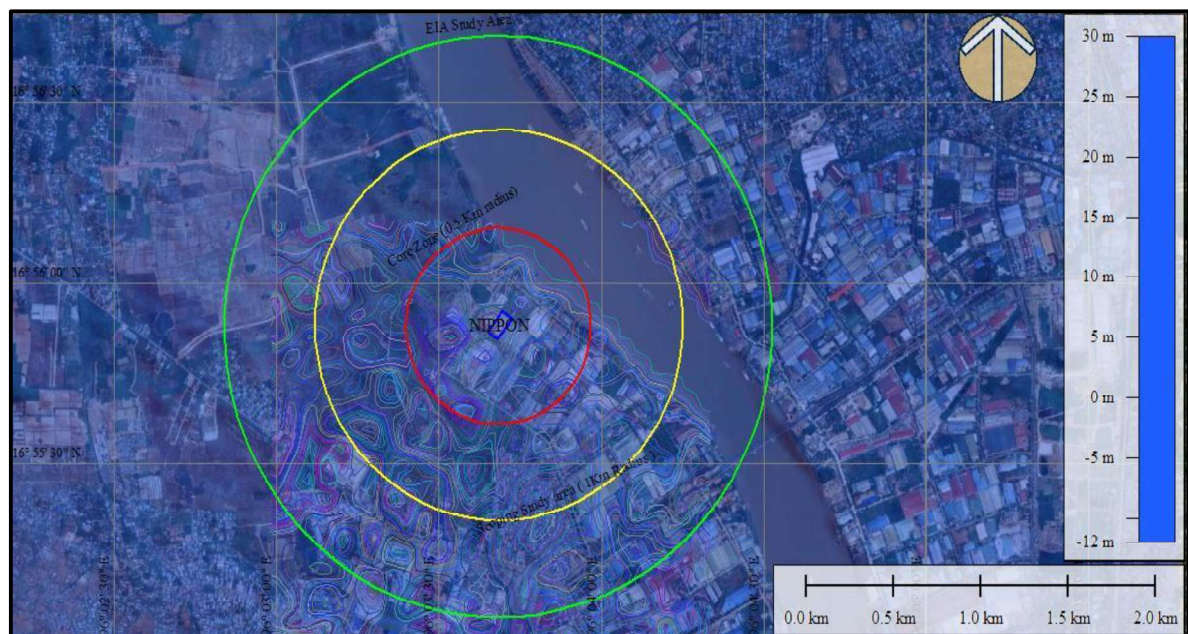 EIA Study Area
30 m
25 m
20 m
15 m
10 m
5 m
0 m
-5 m
-12 m
16° 56' 30" N
Core Zone ( 0.5 Km radius)
16° 56' 00" N
NIPPON
16° 55' 30" N
Study area ( 1Km Radius )
0.0 km
0.5 km
1.0 km
1.5 km
2.0 km